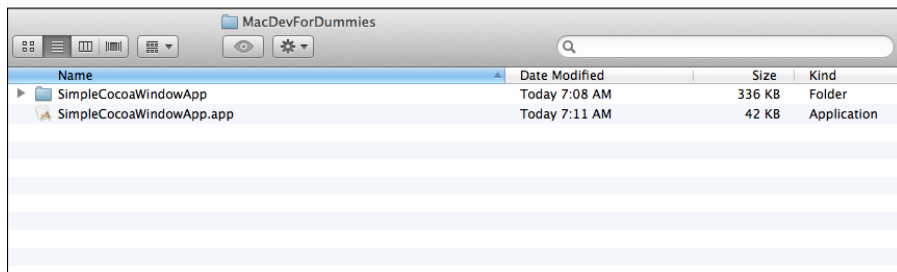 MacDevForDummies
Name Date Modified Size Kind
SimpleCocoaWindowApp Today 7:08 AM 336 KB Folder
SimpleCocoaWindowApp.app Today 7:11 AM 42 KB Application